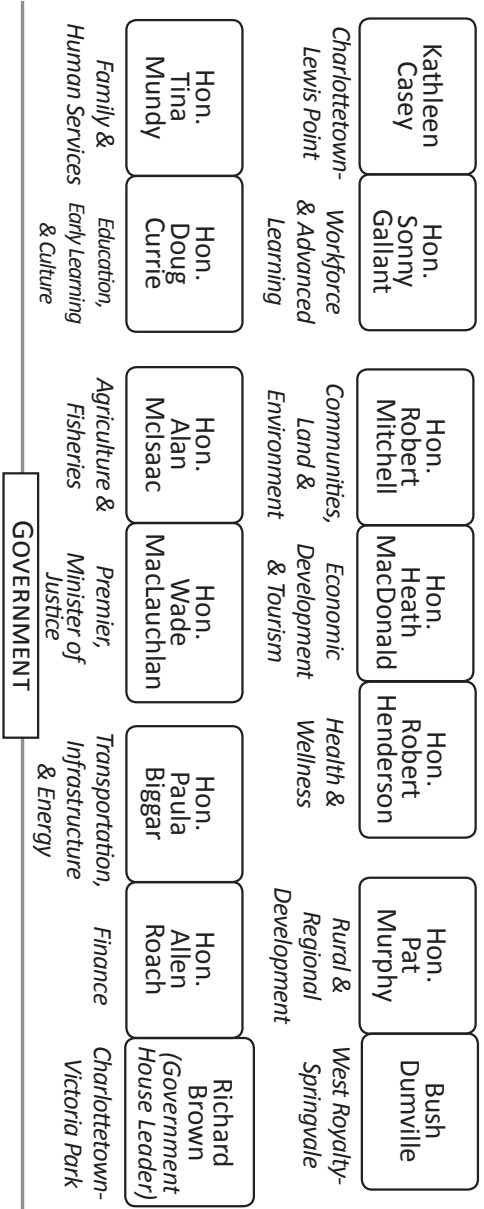 Kathleen
Casey
Charlottetown-
Lewis Point
Hon.
Sonny
Gallant
Workforce
& Advanced
Learning
Hon.
Robert
Mitchell
Communities,
Land &
Environment
Hon.
Heath
MacDonald
Economic
Development
& Tourism
Hon.
Robert
Henderson
Health &
Wellness
Hon.
Pat
Murphy
Rural &
Regional
Development
Bush
Dumville
West Royalty-
Springvale
Hon.
Tina
Mundy
Family &
Human Services
Hon.
Doug
Currie
Education,
Early Learning
& Culture
Hon.
Alan
McIsaac
Agriculture &
Fisheries
Hon.
Wade
MacLauchlan
Premier,
Minister of
Justice
Hon.
Paula
Biggar
Transportation,
Infrastructure
& Energy
Hon.
Allen
Roach
Finance
Richard
Brown
(Government
House Leader)
Charlottetown-
Victoria Park
GOVERNMENT